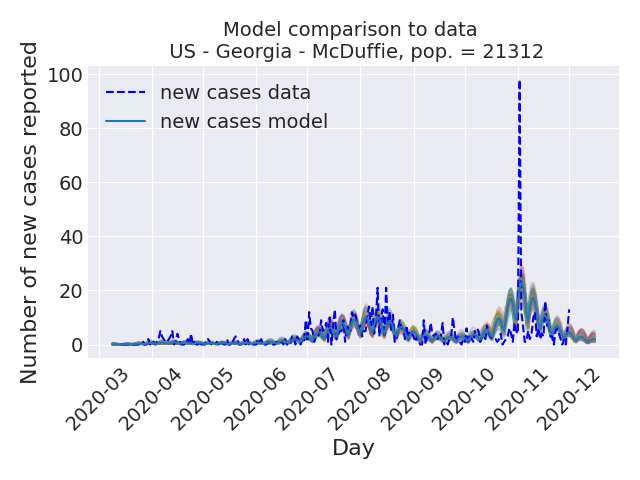 Model comparison to data
US - Georgia - McDuffie, pop. = 21312
Number of new cases reported
100
80
60
40
20
0
new cases data
new cases model
2020-03
2020-04
2020-05
2020-06
2020-07
2020-08
2020-09
2020-10
2020-11
2020-12
Day